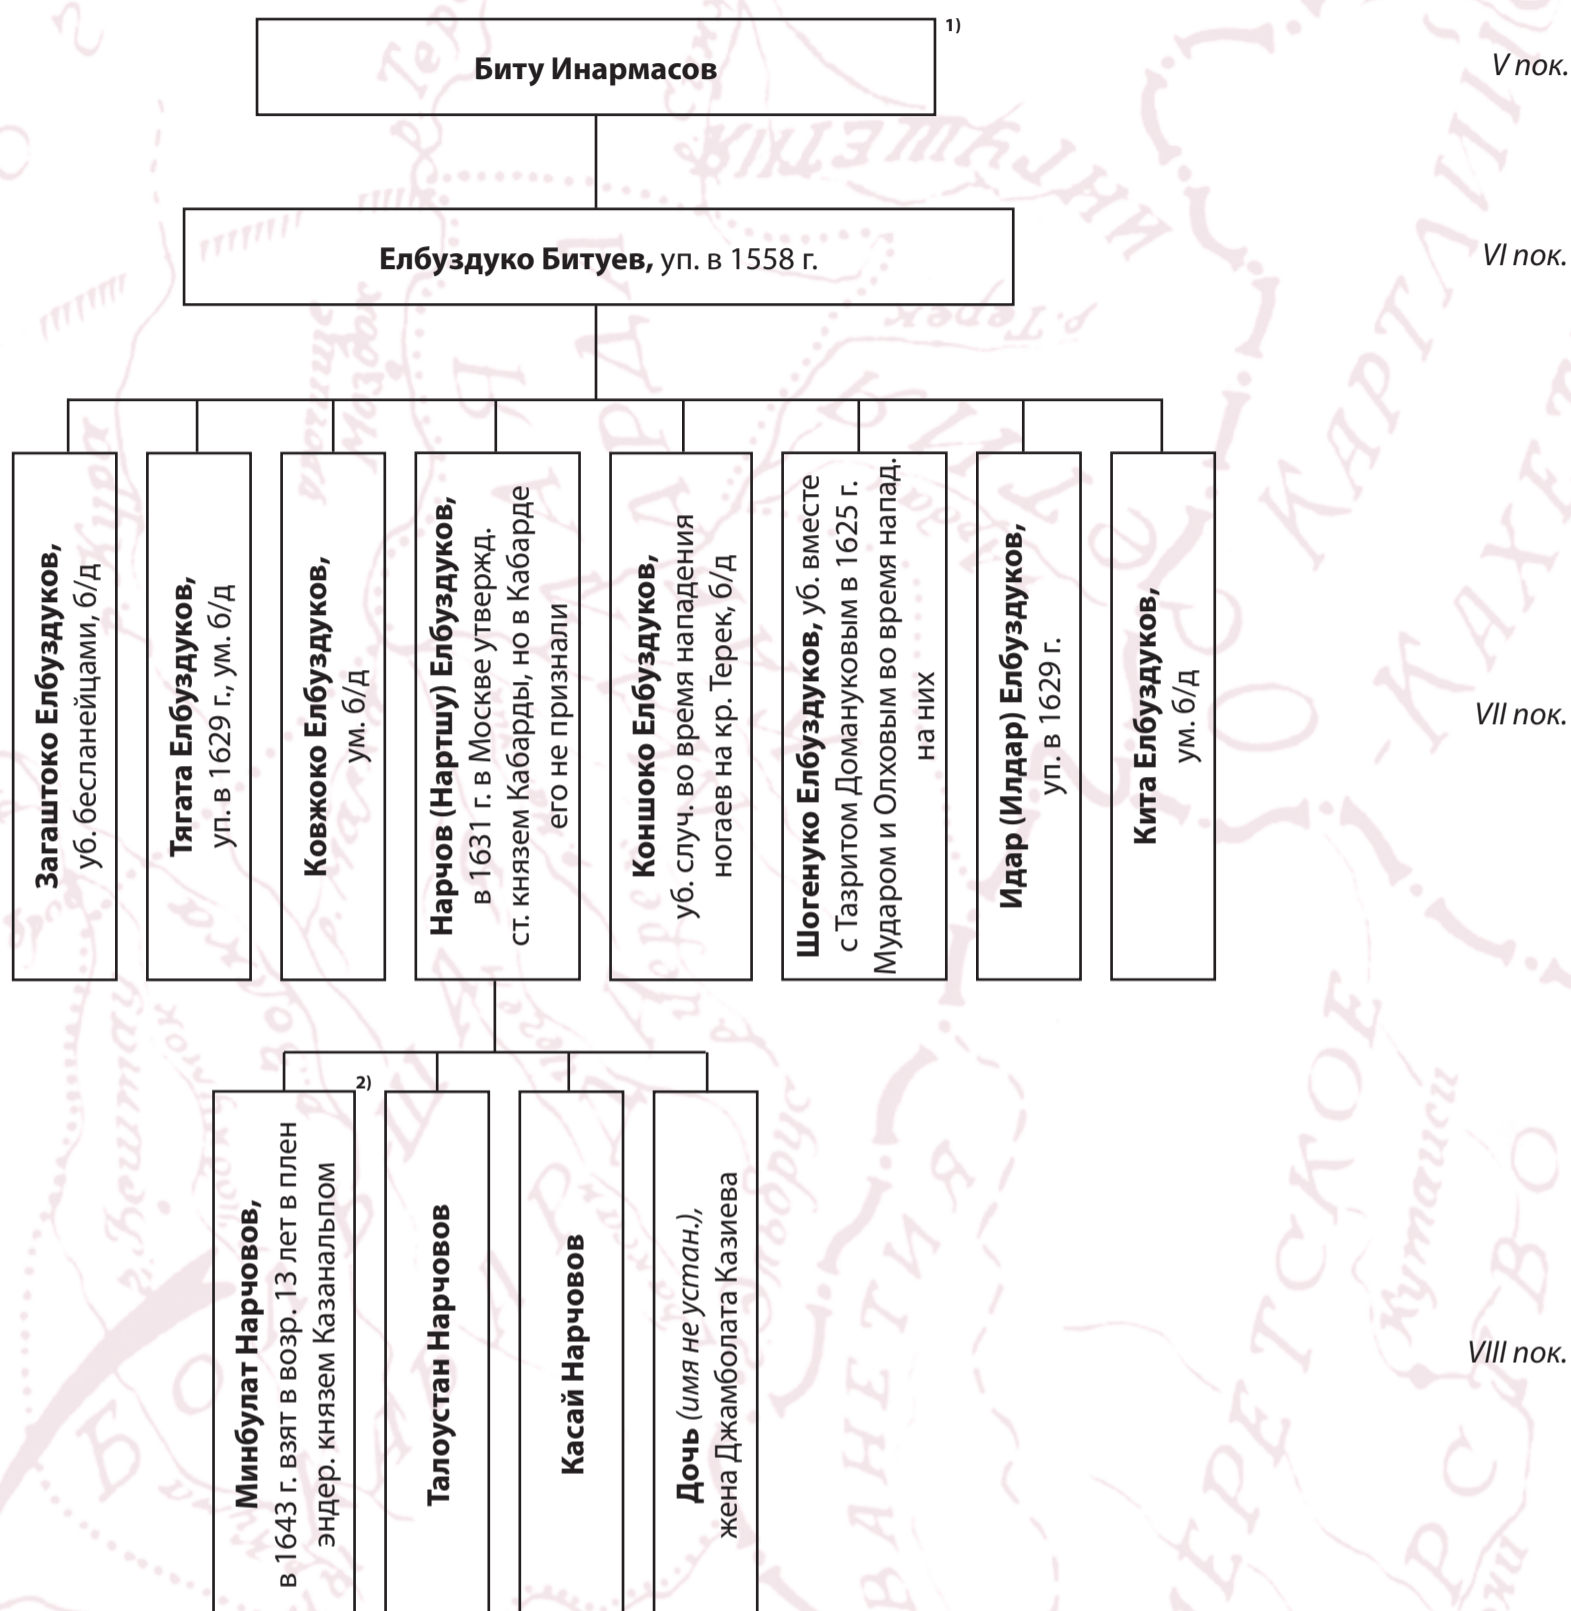 Биту Инармасов
1)
V пок.
Елбуздуко Битуев, уп. в 1558 г.
VI пок.
Загаштоко Елбуздуков,
уб. бесланейцами, б/д
Тягата Елбуздуков,
уп. в 1629 г., ум. б/д
Ковжоко Елбуздуков,
ум. б/д
Нарчов (Нартшу) Елбуздуков,
в 1631 г. в Москве утвержд.
ст. князем Кабарды, но в Кабарде
его не признали
Коншоко Елбуздуков,
уб. случ. во время нападения
ногаев на кр. Терек, б/д
Шогенуко Елбуздуков, уб. вместе
с Тазритом Домануковым в 1625 г.
Мударом и Олховым во время напад.
на них
Идар (Илдар) Елбуздуков,
уп. в 1629 г.
Кита Елбуздуков,
ум. б/д
VII пок.
2)
Минбулат Нарчовов,
в 1643 г. взят в возр. 13 лет в плен
эндер. князем Казанальпом
Талоустан Нарчовов
Касай Нарчовов
Дочь (имя не устан.),
жена Джамболата Казиева
VIII пок.
р. Терек
Моздок
Кутаиси